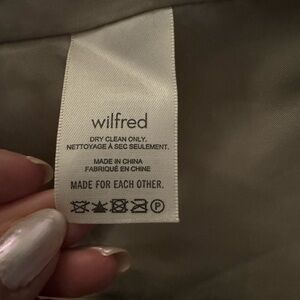 wilfred
DRY CLEAN ONLY.
NETTOYAGE À SEC SEULEMENT.
MADE IN CHINA
FABRIQUÉ EN CHINE
MADE FOR EACH OTHER.
P